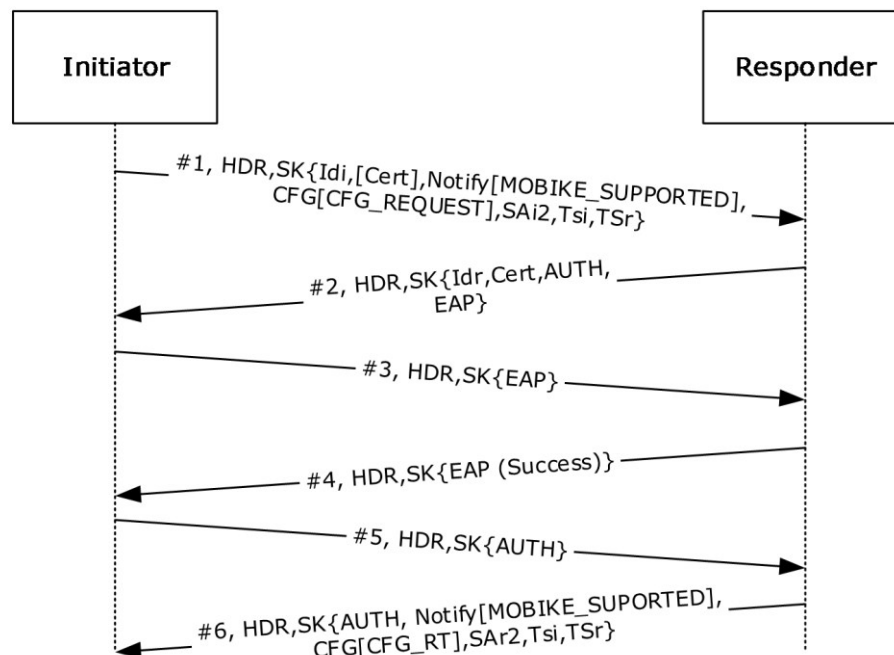 Initiator
Responder
#1, HDR,SK{Idi,[Cert],Notify[MOBIKE_SUPPORTED],
CFG[CFG_REQUEST],SAi2,Tsi,TSr}
#2, HDR,SK{Idr,Cert,AUTH,
EAP}
#3, HDR,SK{EAP}
#4, HDR,SK{EAP (Success)}
#5, HDR,SK{AUTH}
#6, HDR,SK{AUTH, Notify[MOBIKE_SUPORTED],
CFG[CFG_RT],SAr2,Tsi,TSr}